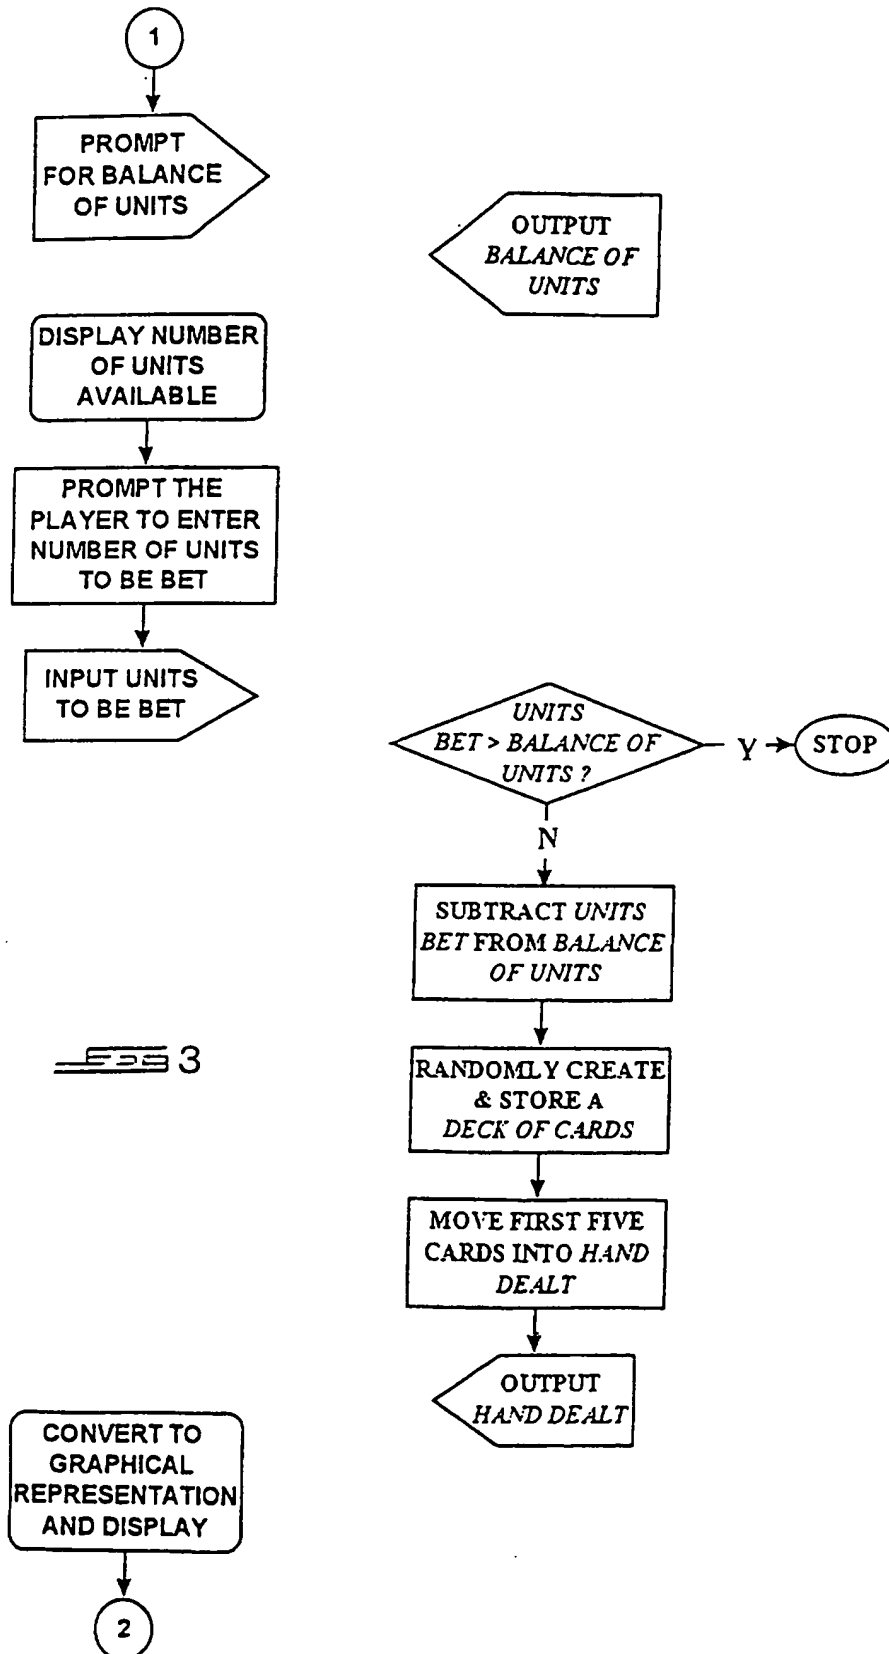 1
PROMPT
FOR BALANCE
OF UNITS
OUTPUT
BALANCE OF
UNITS
DISPLAY NUMBER
OF UNITS
AVAILABLE
PROMPT THE
PLAYER TO ENTER
NUMBER OF UNITS
TO BE BET
INPUT UNITS
TO BE BET
UNITS
BET > BALANCE OF
UNITS ?
Y
STOP
N
SUBTRACT UNITS
BET FROM BALANCE
OF UNITS
3
RANDOMLY CREATE
& STORE A
DECK OF CARDS
MOVE FIRST FIVE
CARDS INTO HAND
DEALT
OUTPUT
HAND DEALT
CONVERT TO
GRAPHICAL
REPRESENTATION
AND DISPLAY
2